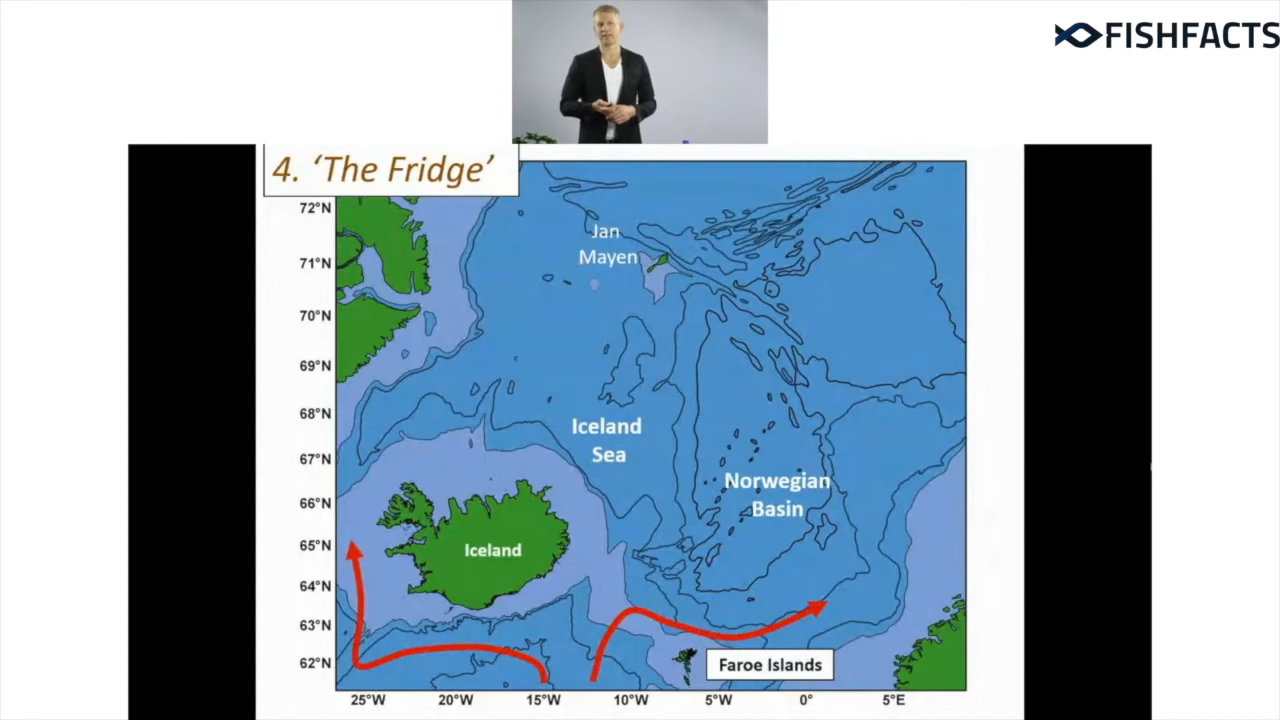 FISHFACTS
4. ‘The Fridge’
72°N
71°N
70°N
69°N
68°N
67°N
66°N
65°N
64°N
63°N
62°N
Jan
Mayen
Iceland
Sea
Norwegian
Basin
Iceland
Faroe Islands
25°W 20°W 15°W 10°W 5°W 0° 5°E